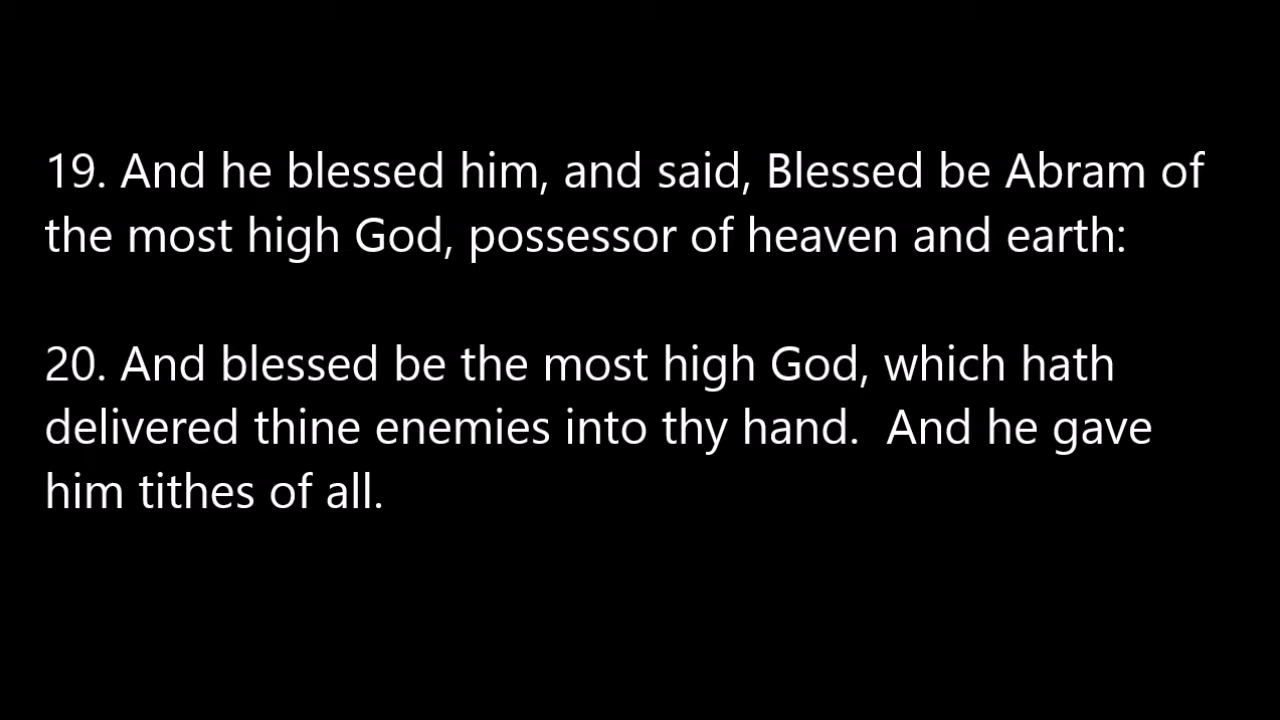 19. And he blessed him, and said, Blessed be Abram of
the most high God, possessor of heaven and earth:
20. And blessed be the most high God, which hath
delivered thine enemies into thy hand.  And he gave
him tithes of all.